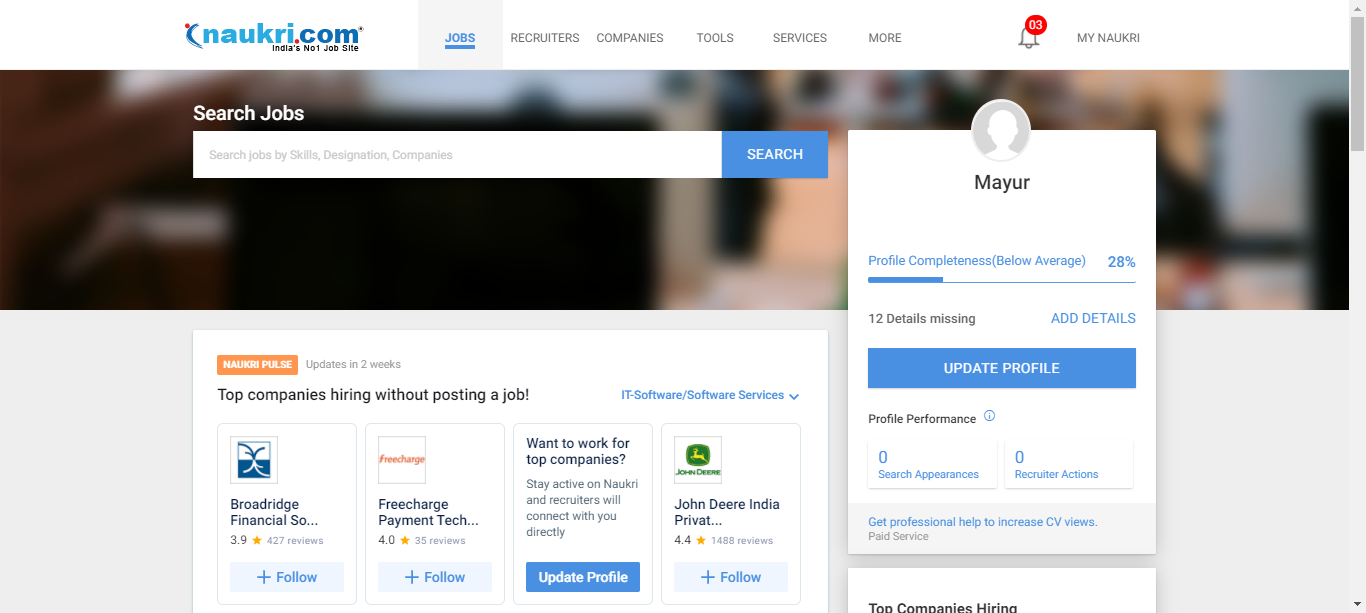 naukri.com
India's No1 Job Site
JOBS
RECRUITERS
COMPANIES
TOOLS
SERVICES
MORE
03
MY NAUKRI
Search Jobs
Search jobs by Skills, Designation, Companies
SEARCH
Mayur
Profile Completeness(Below Average)
28%
12 Details missing
ADD DETAILS
UPDATE PROFILE
Profile Performance
0
Search Appearances
0
Recruiter Actions
Get professional help to increase CV views.
Paid Service
Top Companies Hiring
NAUKRI PULSE
Updates in 2 weeks
Top companies hiring without posting a job!
IT-Software/Software Services
Broadridge
Financial So...
3.9
427 reviews
+ Follow
freecharge
Freecharge
Payment Tech...
4.0
35 reviews
+ Follow
Want to work for
top companies?
Stay active on Naukri
and recruiters will
connect with you
directly
Update Profile
JOHN DEERE
John Deere India
Privat...
4.4
1488 reviews
+ Follow